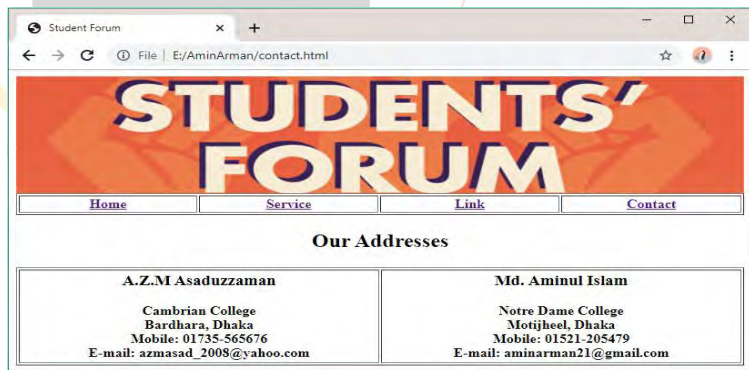 Student Forum
File | E:/AminArman/contact.html
STUDENTS'
FORUM
Home Service Link Contact
Our Addresses
A.Z.M Asaduzzaman
Cambrian College
Bardhara, Dhaka
Mobile: 01735-565676
E-mail: azmasad_2008@yahoo.com
Md. Aminul Islam
Notre Dame College
Motijheel, Dhaka
Mobile: 01521-205479
E-mail: aminarman21@gmail.com